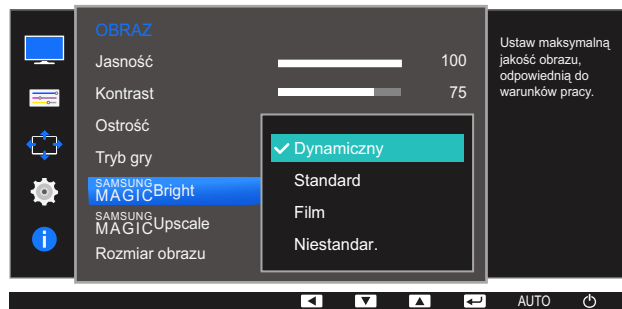 OBRAZ
Jasność 100
Kontrast 75
Ostrość
Tryb gry
SAMSUNG
MAGICBright
SAMSUNG
MAGICUpscale
Rozmiar obrazu
Dynamiczny
Standard
Film
Niestandar.
Ustaw maksymalną
jakość obrazu,
odpowiednią do
warunków pracy.
AUTO